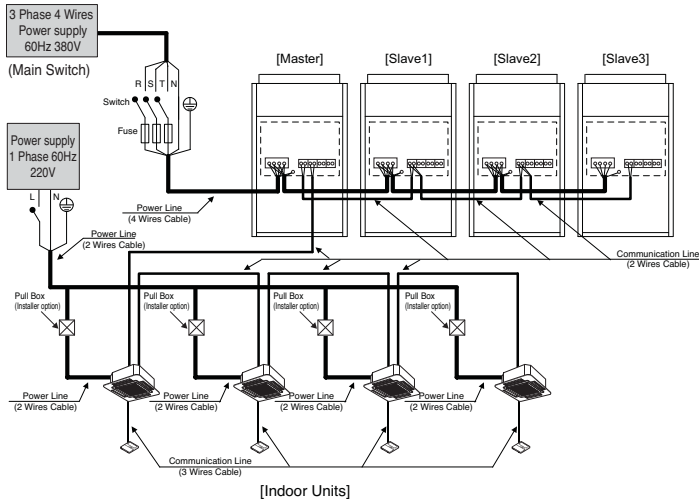 3 Phase 4 Wires
Power supply
60Hz 380V
(Main Switch)
[Master]
[Slave1]
[Slave2]
[Slave3]
R S T N
Switch
Fuse
Power supply
1 Phase 60Hz
220V
L N
Power Line
(4 Wires Cable)
Power Line
(2 Wires Cable)
Communication Line
(2 Wires Cable)
Pull Box
(Installer option)
Pull Box
(Installer option)
Pull Box
(Installer option)
Pull Box
(Installer option)
Power Line
(2 Wires Cable)
Power Line
(2 Wires Cable)
Power Line
(2 Wires Cable)
Power Line
(2 Wires Cable)
Communication Line
(3 Wires Cable)
[Indoor Units]